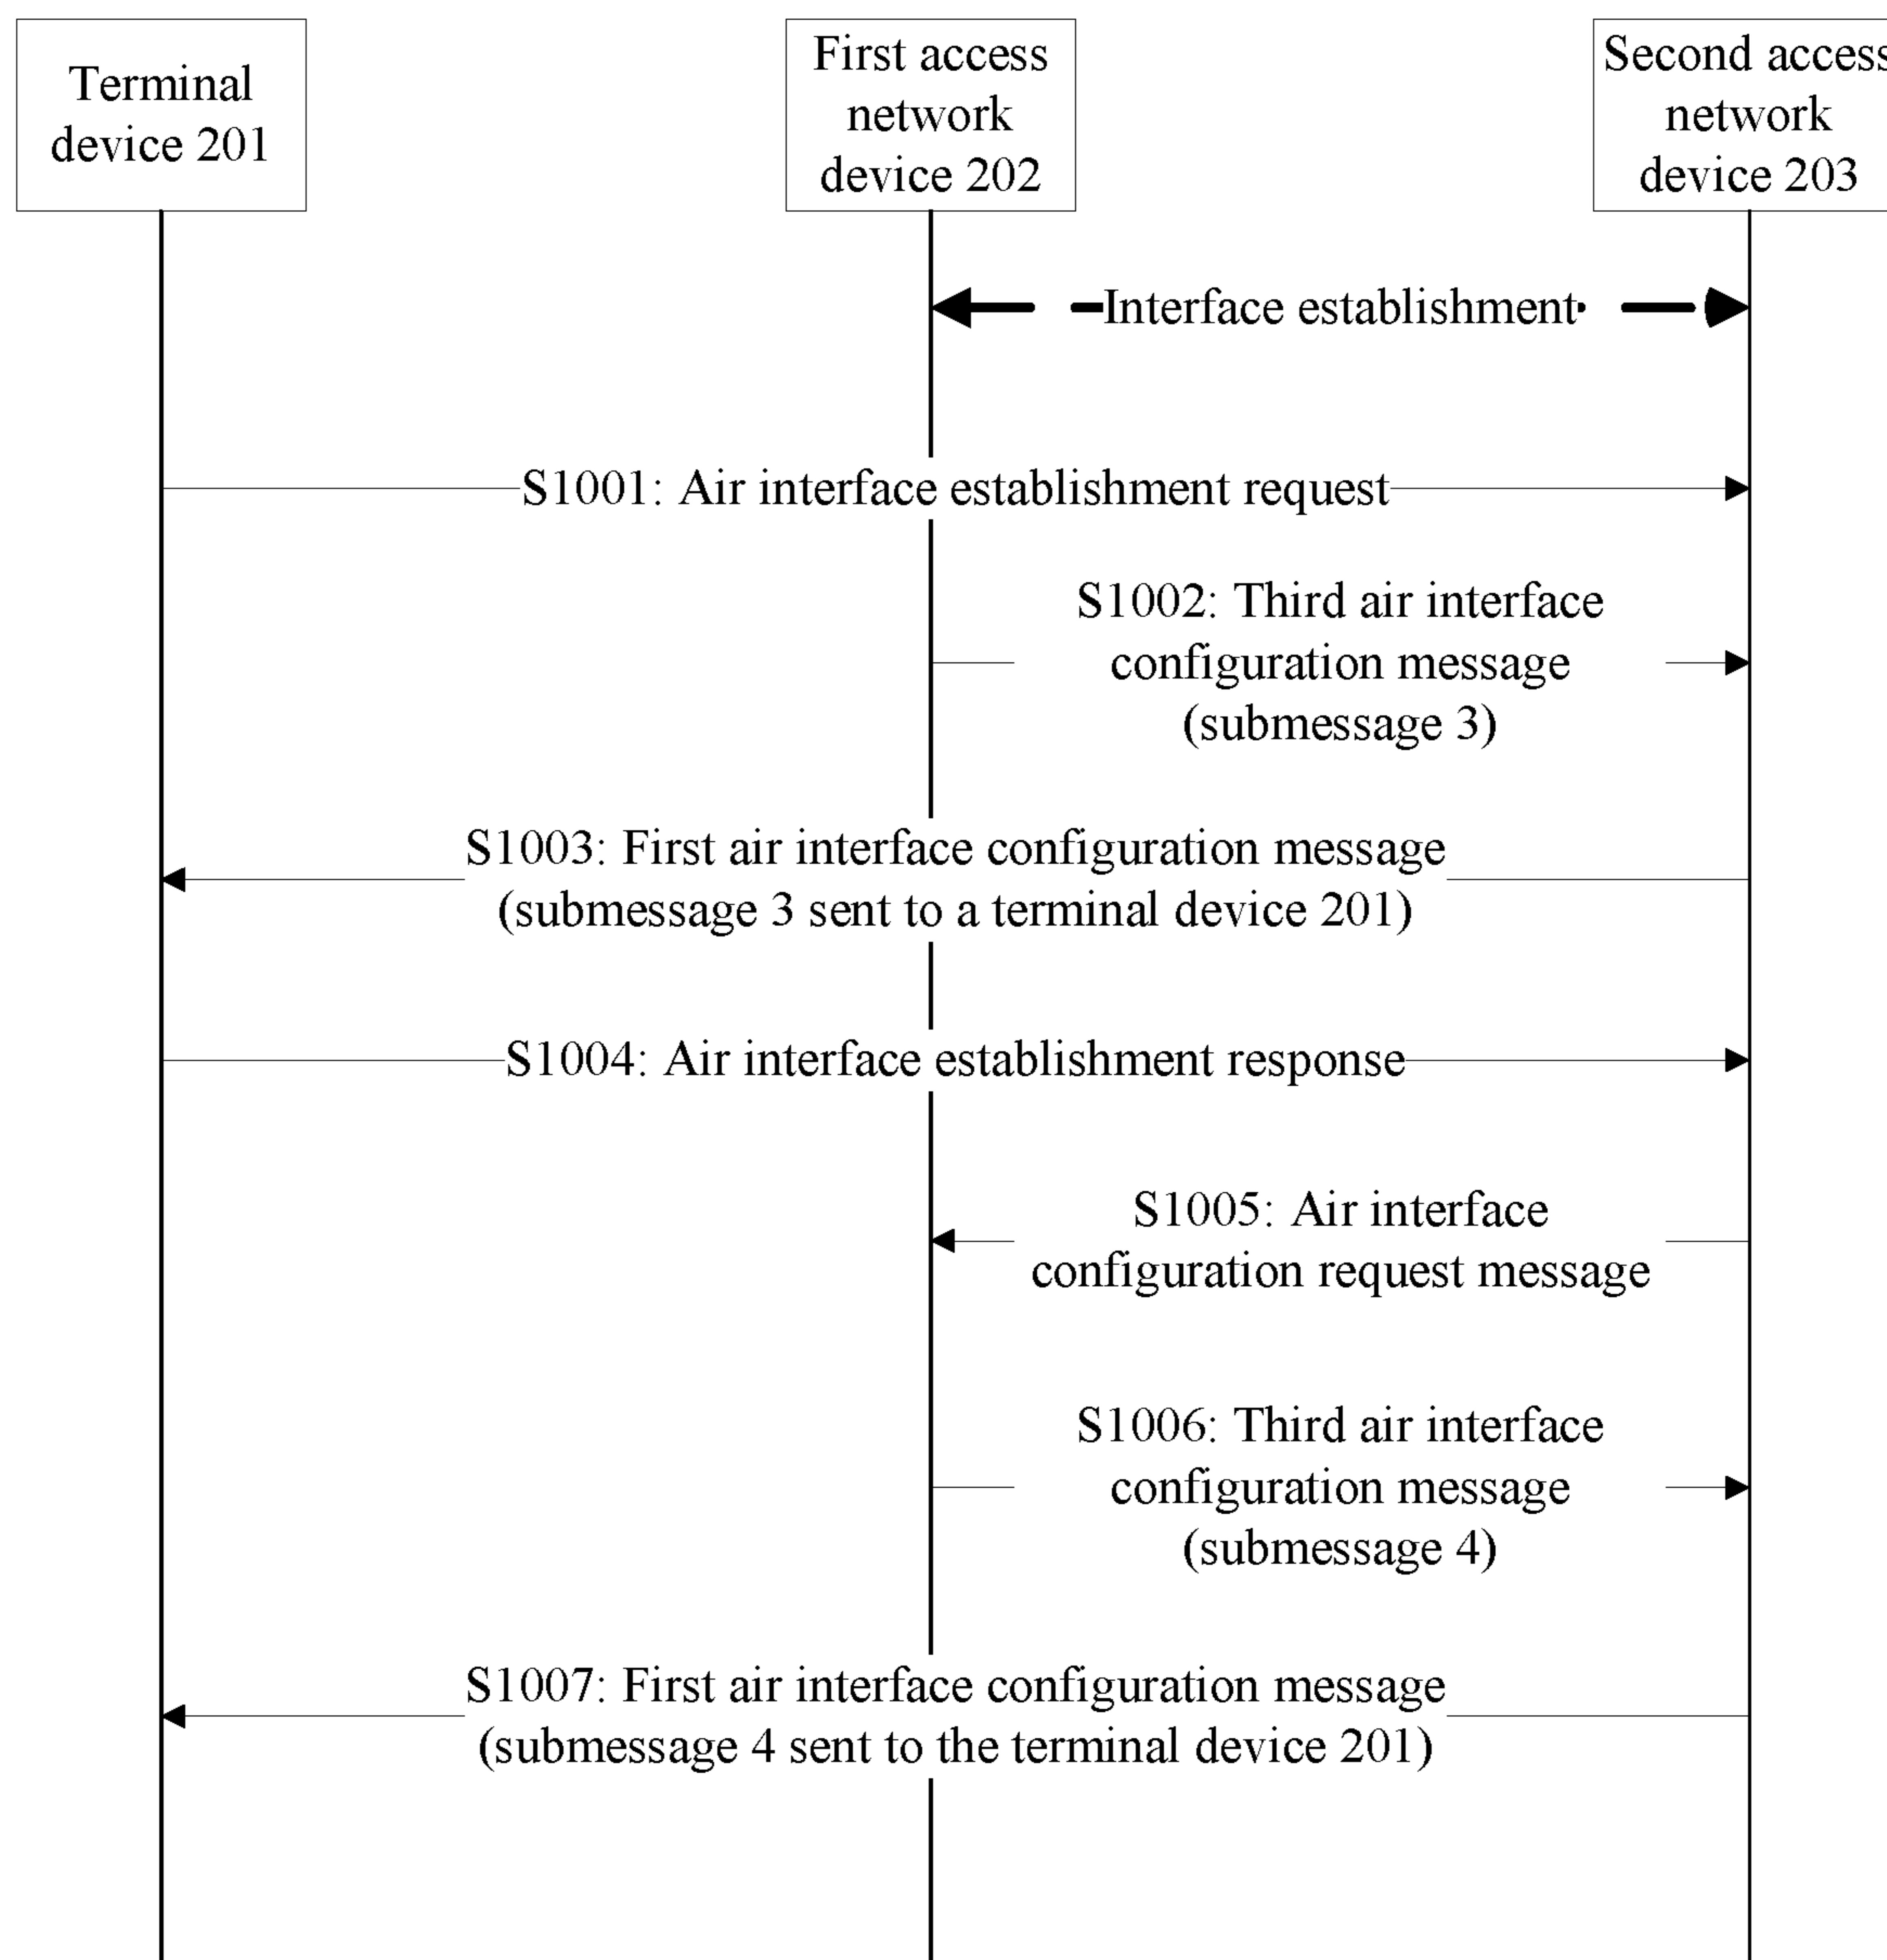 Terminal
device 201
First access
network
device 202
Second access
network
device 203
Interface establishment
S1001: Air interface establishment request
S1002: Third air interface
configuration message
(submessage 3)
S1003: First air interface configuration message
(submessage 3 sent to a terminal device 201)
S1004: Air interface establishment response
S1005: Air interface
configuration request message
S1006: Third air interface
configuration message
(submessage 4)
S1007: First air interface configuration message
(submessage 4 sent to the terminal device 201)